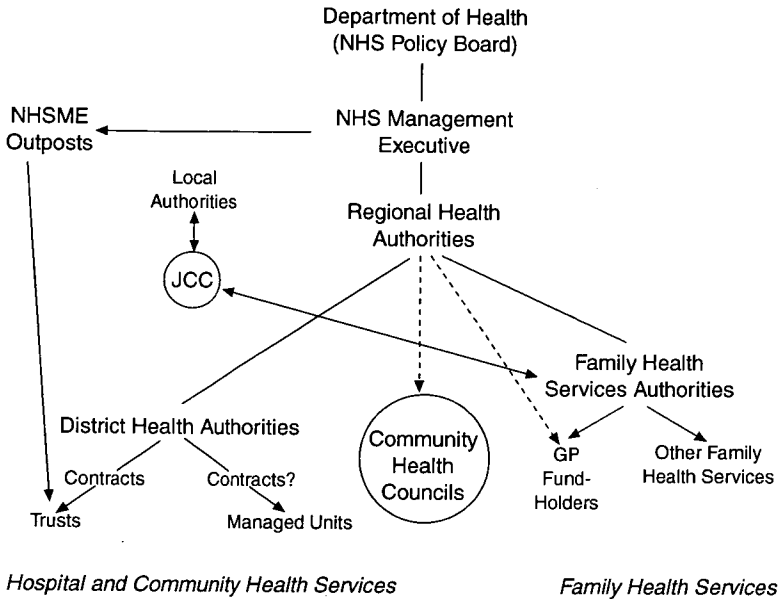 Department of Health
(NHS Policy Board)
NHSME
Outposts
NHS Management
Executive
Local
Authorities
Regional Health
Authorities
JCC
Family Health
Services Authorities
District Health Authorities
Community
Health
Councils
GP
Fund-
Holders
Other Family
Health Services
Contracts
Contracts?
Trusts
Managed Units
Hospital and Community Health Services
Family Health Services